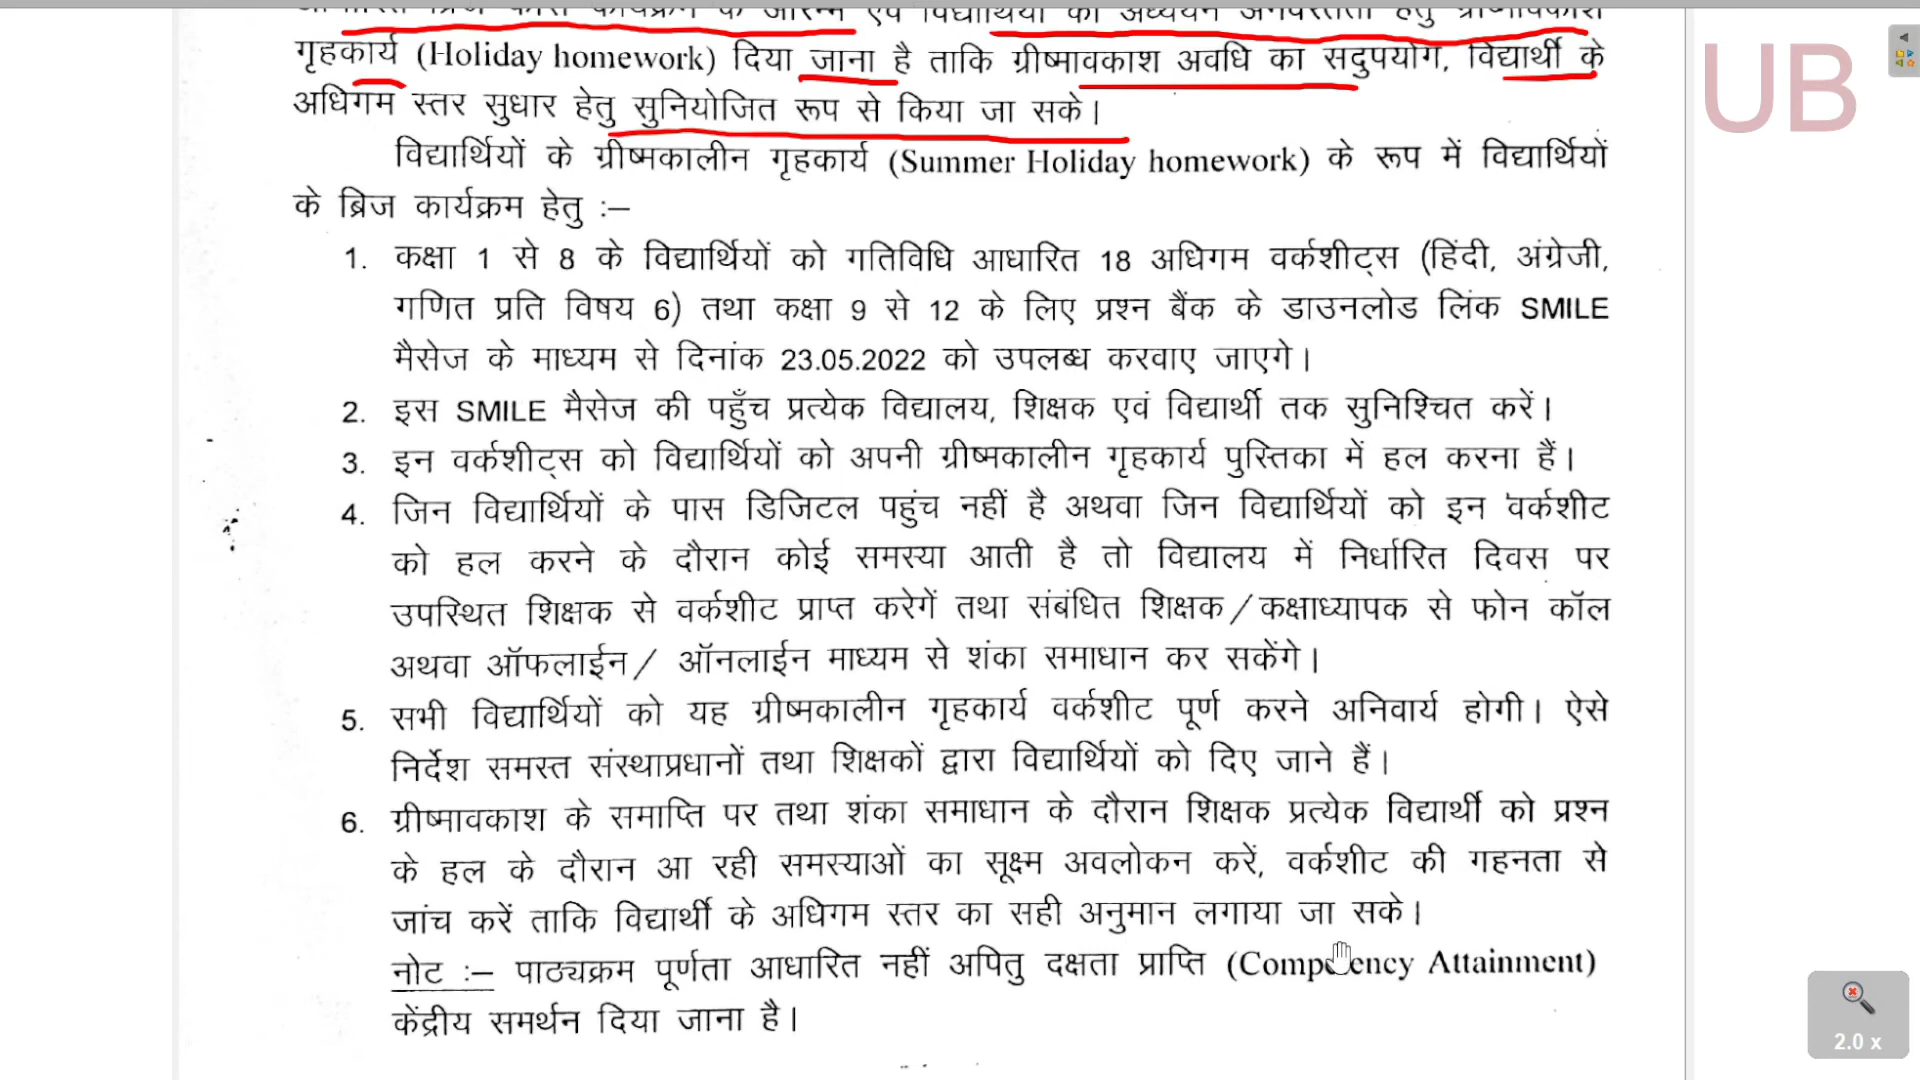 एवं विद्यार्थियों की अध्ययन अनवरतता हेतु ग्रीष्मावकाश
गृहकार्य (Holiday homework) दिया जाना है ताकि ग्रीष्मावकाश अवधि का सदुपयोग, विद्यार्थी के
अधिगम स्तर सुधार हेतु सुनियोजित रूप से किया जा सके।
विद्यार्थियों के ग्रीष्मकालीन गृहकार्य (Summer Holiday homework) के रूप में विद्यार्थियों
के ब्रिज कार्यक्रम हेतु :–
1. कक्षा 1 से 8 के विद्यार्थियों को गतिविधि आधारित 18 अधिगम वर्कशीट्स (हिंदी, अंग्रेजी,
गणित प्रति विषय 6) तथा कक्षा 9 से 12 के लिए प्रश्न बैंक के डाउनलोड लिंक SMILE
मैसेज के माध्यम से दिनांक 23.05.2022 को उपलब्ध करवाए जाएगे।
2. इस SMILE मैसेज की पहुँच प्रत्येक विद्यालय, शिक्षक एवं विद्यार्थी तक सुनिश्चित करें।
3. इन वर्कशीट्स को विद्यार्थियों को अपनी ग्रीष्मकालीन गृहकार्य पुस्तिका में हल करना हैं।
4. जिन विद्यार्थियों के पास डिजिटल पहुंच नहीं है अथवा जिन विद्यार्थियों को इन वर्कशीट
को हल करने के दौरान कोई समस्या आती है तो विद्यालय में निर्धारित दिवस पर
उपस्थित शिक्षक से वर्कशीट प्राप्त करेगें तथा संबंधित शिक्षक/कक्षाध्यापक से फोन कॉल
अथवा ऑफलाईन/ ऑनलाईन माध्यम से शंका समाधान कर सकेंगे।
5. सभी विद्यार्थियों को यह ग्रीष्मकालीन गृहकार्य वर्कशीट पूर्ण करने अनिवार्य होगी। ऐसे
निर्देश समस्त संस्थाप्रधानों तथा शिक्षकों द्वारा विद्यार्थियों को दिए जाने हैं।
6. ग्रीष्मावकाश के समाप्ति पर तथा शंका समाधान के दौरान शिक्षक प्रत्येक विद्यार्थी को प्रश्न
के हल के दौरान आ रही समस्याओं का सूक्ष्म अवलोकन करें, वर्कशीट की गहनता से
जांच करें ताकि विद्यार्थी के अधिगम स्तर का सही अनुमान लगाया जा सके।
नोट :– पाठ्यक्रम पूर्णता आधारित नहीं अपितु दक्षता प्राप्ति (Competency Attainment)
केंद्रीय समर्थन दिया जाना है।
UB
2.0 x